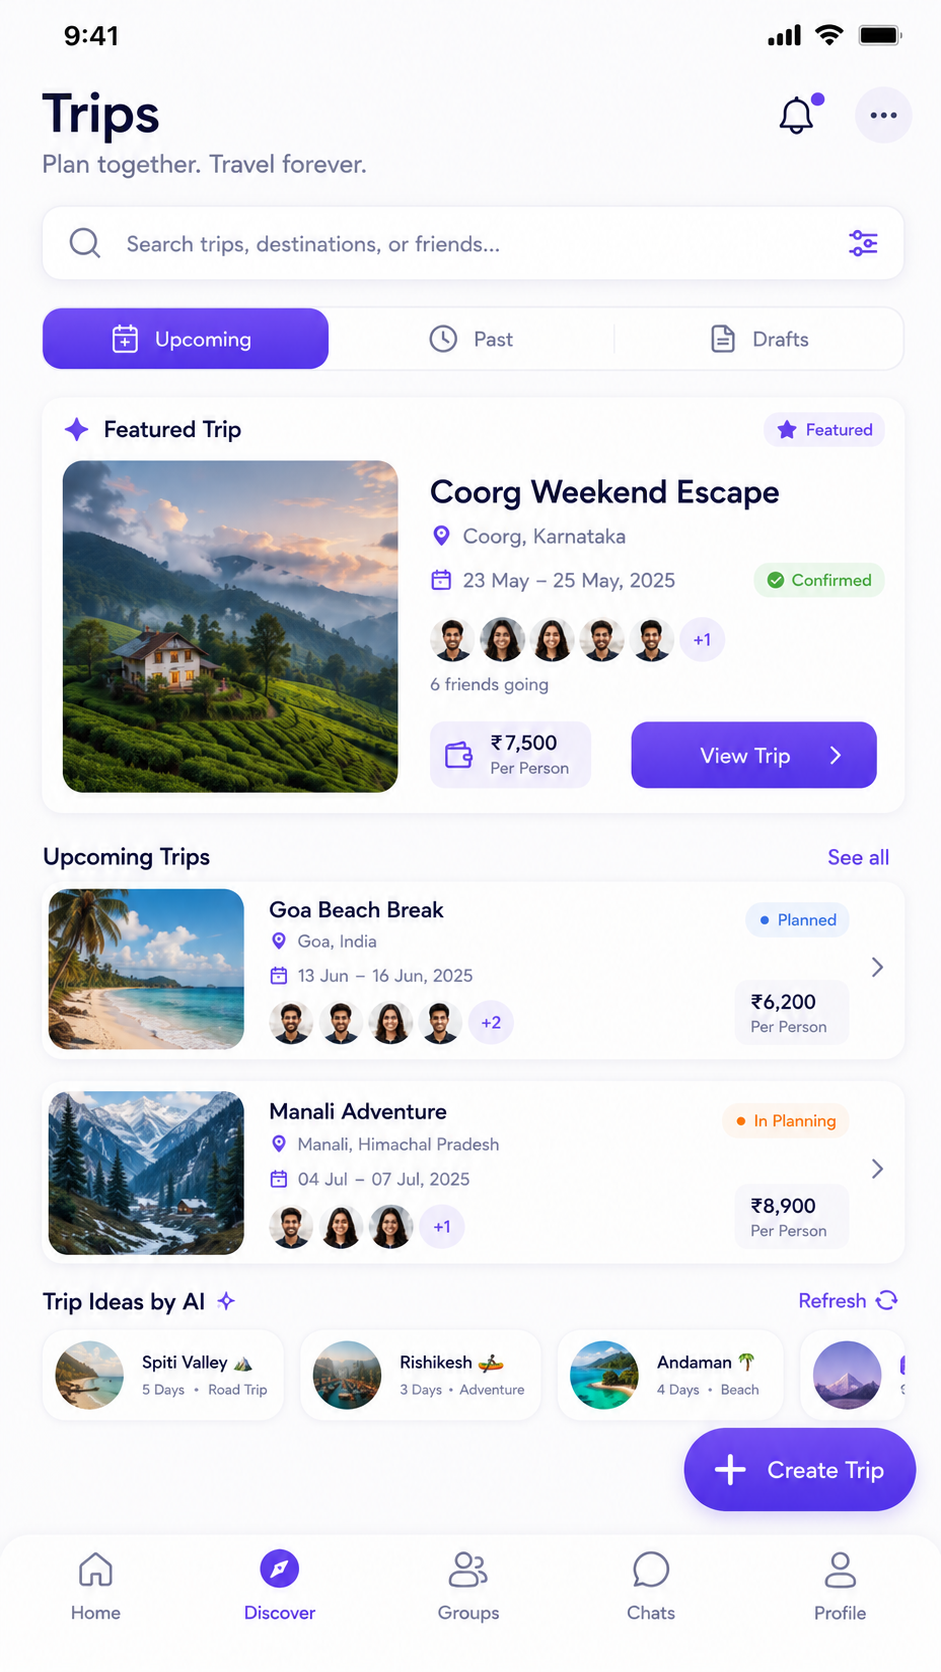 9:41
Trips
Plan together. Travel forever.
Search trips, destinations, or friends...
Upcoming
Past
Drafts
Featured Trip
Featured
Coorg Weekend Escape
Coorg, Karnataka
23 May – 25 May, 2025
Confirmed
+1
6 friends going
₹7,500
Per Person
View Trip
Upcoming Trips
See all
Goa Beach Break
Planned
Goa, India
13 Jun – 16 Jun, 2025
+2
₹6,200
Per Person
Manali Adventure
In Planning
Manali, Himachal Pradesh
04 Jul – 07 Jul, 2025
+1
₹8,900
Per Person
Trip Ideas by AI
Refresh
Spiti Valley
5 Days • Road Trip
Rishikesh
3 Days • Adventure
Andaman
4 Days • Beach
Create Trip
Home
Discover
Groups
Chats
Profile